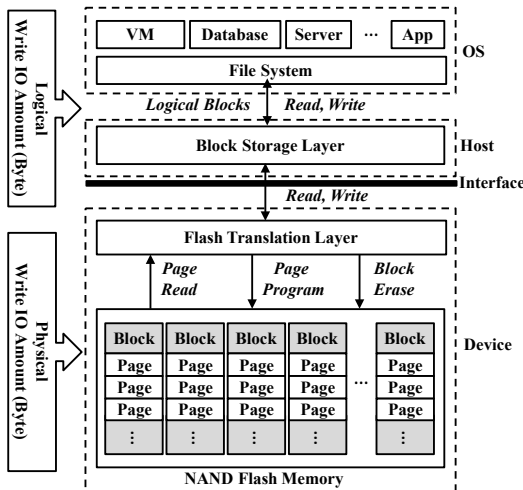 VM Database Server ... App
OS
File System
Logical Blocks Read, Write
Logical
Write IO Amount (Byte)
Block Storage Layer
Host
Interface
Read, Write
Flash Translation Layer
Page Read
Page Program
Block Erase
Physical
Write IO Amount (Byte)
Device
Block Block Block Block Block
Page Page Page Page Page
Page Page Page Page ... Page
Page Page Page Page Page
⋮ ⋮ ⋮ ⋮ ⋮
NAND Flash Memory